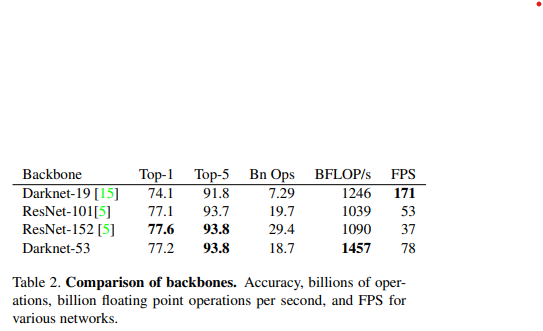 Backbone Top-1 Top-5 Bn Ops BFLOP/s FPS
Darknet-19 [15] 74.1 91.8 7.29 1246 171
ResNet-101[5] 77.1 93.7 19.7 1039 53
ResNet-152 [5] 77.6 93.8 29.4 1090 37
Darknet-53 77.2 93.8 18.7 1457 78
Table 2. Comparison of backbones. Accuracy, billions of oper-
ations, billion floating point operations per second, and FPS for
various networks.